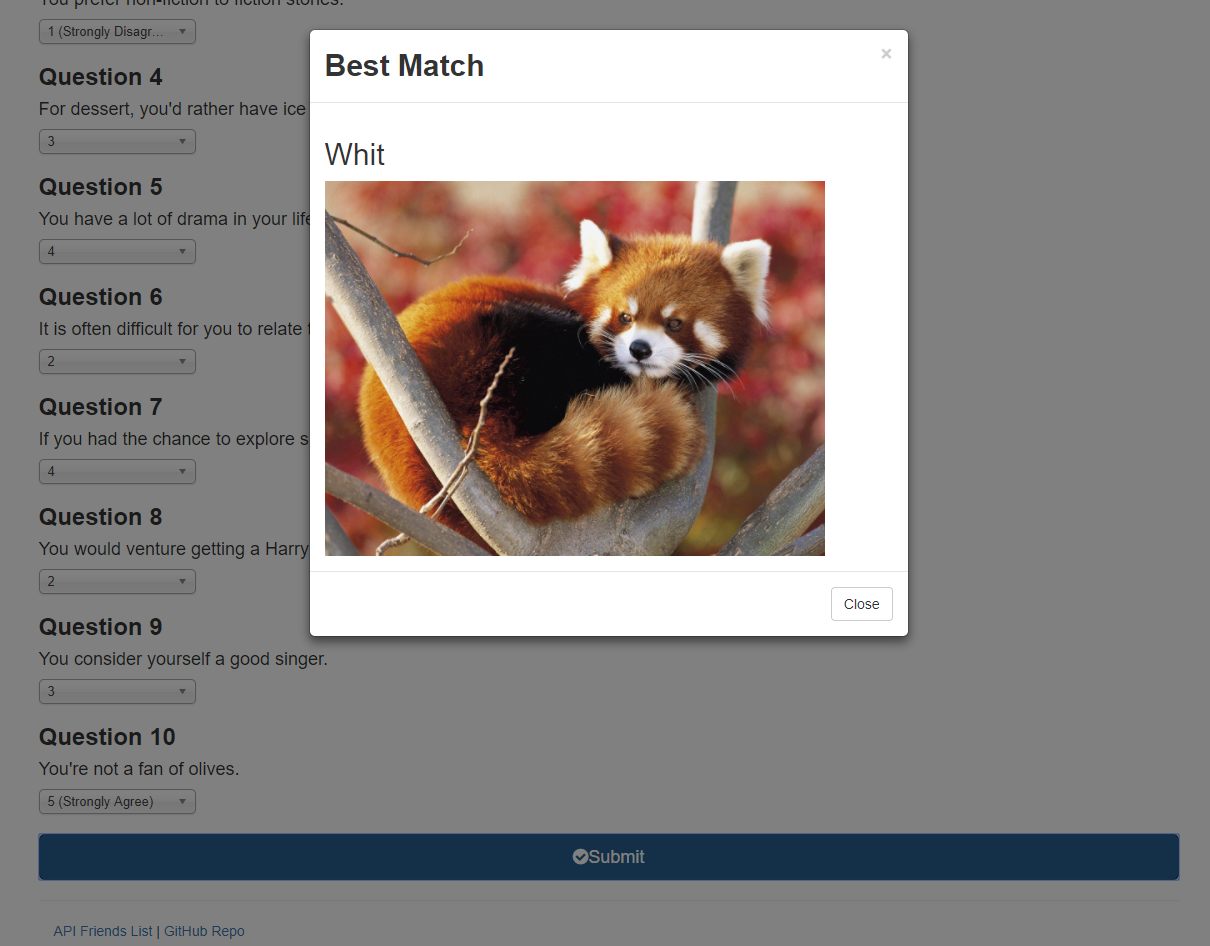 You prefer non-fiction to fiction stories.
1 (Strongly Disagr...
Question 4
For dessert, you'd rather have ice
3
Question 5
You have a lot of drama in your life
4
Question 6
It is often difficult for you to relate
2
Question 7
If you had the chance to explore s
4
Question 8
You would venture getting a Harry
2
Question 9
You consider yourself a good singer.
3
Question 10
You're not a fan of olives.
5 (Strongly Agree)
Submit
API Friends List | GitHub Repo
Best Match
×
Whit
Close